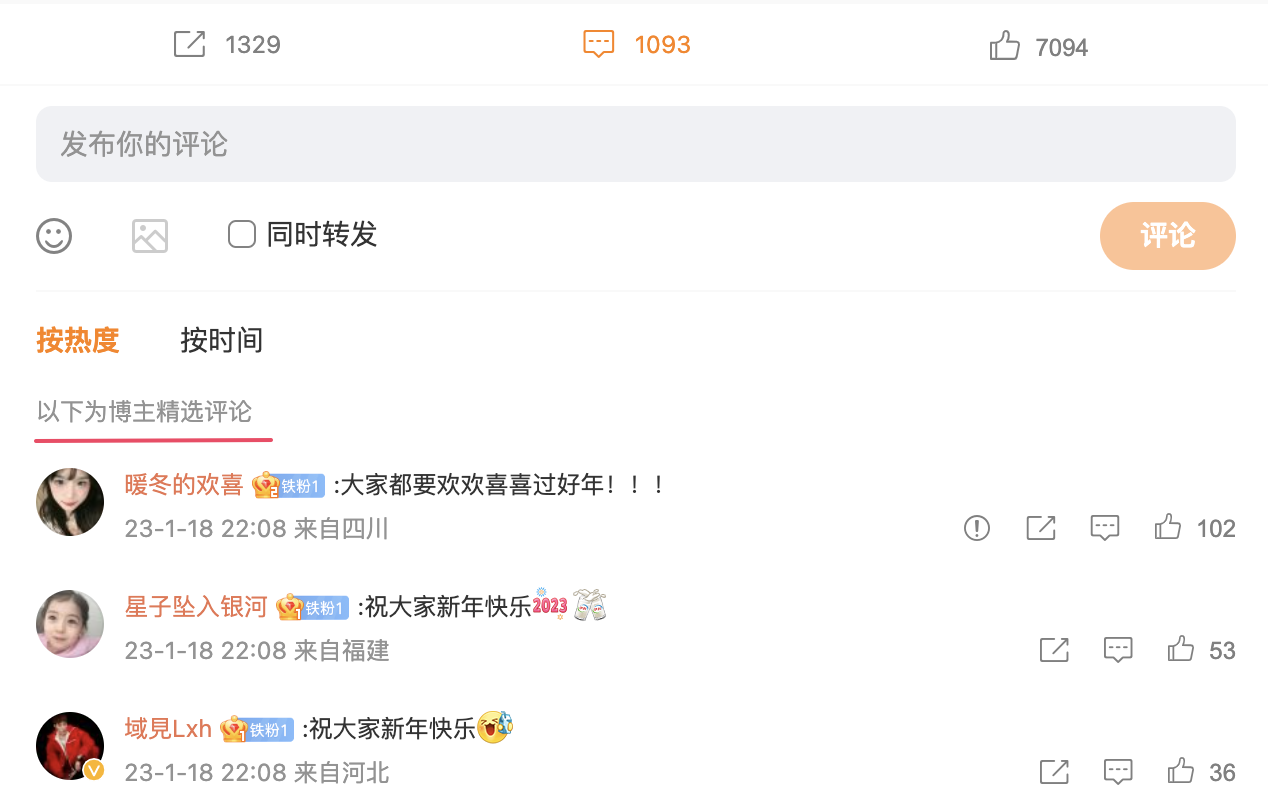 1329
1093
7094
发布你的评论
同时转发
评论
按热度 按时间
以下为博主精选评论
暖冬的欢喜 2 铁粉1 :大家都要欢欢喜喜过好年！！！
23-1-18 22:08 来自四川
102
星子坠入银河 1 铁粉1 :祝大家新年快乐2023
23-1-18 22:08 来自福建
53
域見Lxh 1 铁粉1 :祝大家新年快乐
23-1-18 22:08 来自河北
36